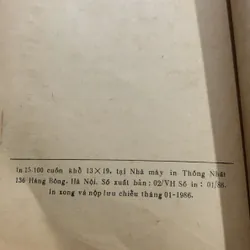 In 15.100 cuốn khổ 13×19, tại Nhà máy in Thống Nhất
136 Hàng Bông, Hà Nội. Số xuất bản: 02/VH Số in: 01/86.
in xong và nộp lưu chiểu tháng 01-1986.